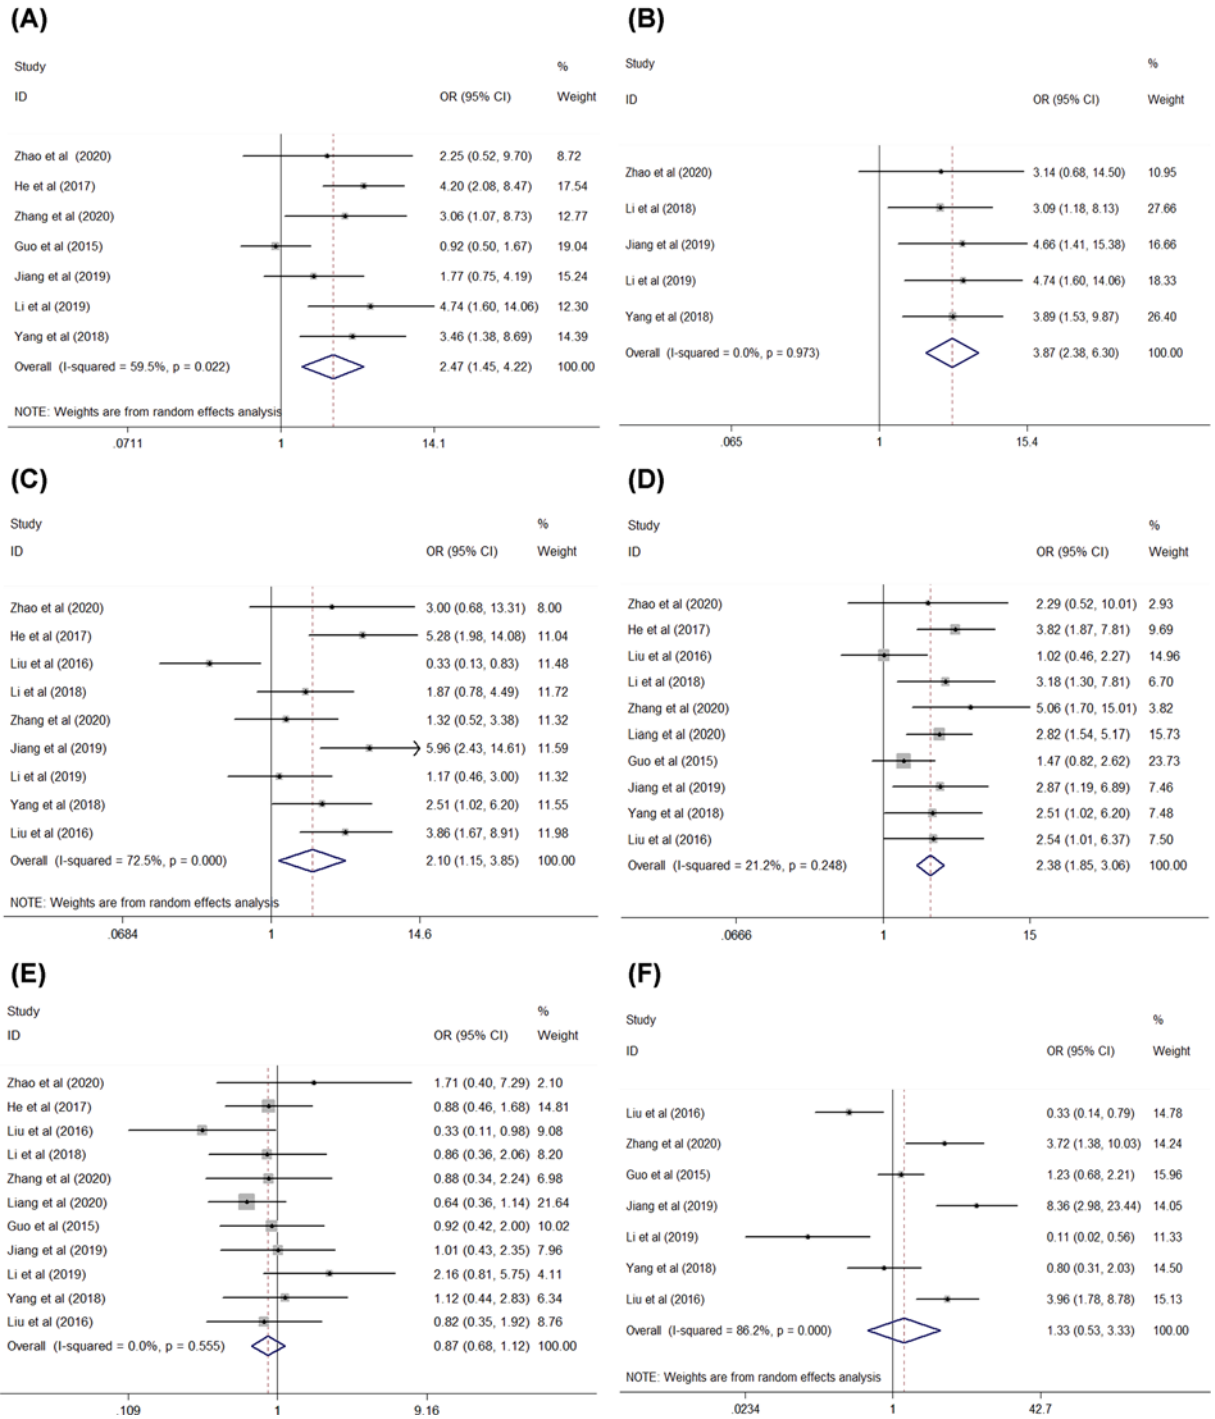 (A)
Study %
ID OR (95% CI) Weight
Zhao et al (2020) 2.25 (0.52, 9.70) 8.72
He et al (2017) 4.20 (2.08, 8.47) 17.54
Zhang et al (2020) 3.06 (1.07, 8.73) 12.77
Guo et al (2015) 0.92 (0.50, 1.67) 19.04
Jiang et al (2019) 1.77 (0.75, 4.19) 15.24
Li et al (2019) 4.74 (1.60, 14.06) 12.30
Yang et al (2018) 3.46 (1.38, 8.69) 14.39
Overall (I-squared = 59.5%, p = 0.022) 2.47 (1.45, 4.22) 100.00
NOTE: Weights are from random effects analysis
.0711 1 14.1
(B)
Study %
ID OR (95% CI) Weight
Zhao et al (2020) 3.14 (0.68, 14.50) 10.95
Li et al (2018) 3.09 (1.18, 8.13) 27.66
Jiang et al (2019) 4.66 (1.41, 15.38) 16.66
Li et al (2019) 4.74 (1.60, 14.06) 18.33
Yang et al (2018) 3.89 (1.53, 9.87) 26.40
Overall (I-squared = 0.0%, p = 0.973) 3.87 (2.38, 6.30) 100.00
.065 1 15.4
(C)
Study %
ID OR (95% CI) Weight
Zhao et al (2020) 3.00 (0.68, 13.31) 8.00
He et al (2017) 5.28 (1.98, 14.08) 11.04
Liu et al (2016) 0.33 (0.13, 0.83) 11.48
Li et al (2018) 1.87 (0.78, 4.49) 11.72
Zhang et al (2020) 1.32 (0.52, 3.38) 11.32
Jiang et al (2019) 5.96 (2.43, 14.61) 11.59
Li et al (2019) 1.17 (0.46, 3.00) 11.32
Yang et al (2018) 2.51 (1.02, 6.20) 11.55
Liu et al (2016) 3.86 (1.67, 8.91) 11.98
Overall (I-squared = 72.5%, p = 0.000) 2.10 (1.15, 3.85) 100.00
NOTE: Weights are from random effects analysis
.0684 1 14.6
(D)
Study %
ID OR (95% CI) Weight
Zhao et al (2020) 2.29 (0.52, 10.01) 2.93
He et al (2017) 3.82 (1.87, 7.81) 9.69
Liu et al (2016) 1.02 (0.46, 2.27) 14.96
Li et al (2018) 3.18 (1.30, 7.81) 6.70
Zhang et al (2020) 5.06 (1.70, 15.01) 3.82
Liang et al (2020) 2.82 (1.54, 5.17) 15.73
Guo et al (2015) 1.47 (0.82, 2.62) 23.73
Jiang et al (2019) 2.87 (1.19, 6.89) 7.46
Yang et al (2018) 2.51 (1.02, 6.20) 7.48
Liu et al (2016) 2.54 (1.01, 6.37) 7.50
Overall (I-squared = 21.2%, p = 0.248) 2.38 (1.85, 3.06) 100.00
.0666 1 15
(E)
Study %
ID OR (95% CI) Weight
Zhao et al (2020) 1.71 (0.40, 7.29) 2.10
He et al (2017) 0.88 (0.46, 1.68) 14.81
Liu et al (2016) 0.33 (0.11, 0.98) 9.08
Li et al (2018) 0.86 (0.36, 2.06) 8.20
Zhang et al (2020) 0.88 (0.34, 2.24) 6.98
Liang et al (2020) 0.64 (0.36, 1.14) 21.64
Guo et al (2015) 0.92 (0.42, 2.00) 10.02
Jiang et al (2019) 1.01 (0.43, 2.35) 7.96
Li et al (2019) 2.16 (0.81, 5.75) 4.11
Yang et al (2018) 1.12 (0.44, 2.83) 6.34
Liu et al (2016) 0.82 (0.35, 1.92) 8.76
Overall (I-squared = 0.0%, p = 0.555) 0.87 (0.68, 1.12) 100.00
.109 1 9.16
(F)
Study %
ID OR (95% CI) Weight
Liu et al (2016) 0.33 (0.14, 0.79) 14.78
Zhang et al (2020) 3.72 (1.38, 10.03) 14.24
Guo et al (2015) 1.23 (0.68, 2.21) 15.96
Jiang et al (2019) 8.36 (2.98, 23.44) 14.05
Li et al (2019) 0.11 (0.02, 0.56) 11.33
Yang et al (2018) 0.80 (0.31, 2.03) 14.50
Liu et al (2016) 3.96 (1.78, 8.78) 15.13
Overall (I-squared = 86.2%, p = 0.000) 1.33 (0.53, 3.33) 100.00
NOTE: Weights are from random effects analysis
.0234 1 42.7